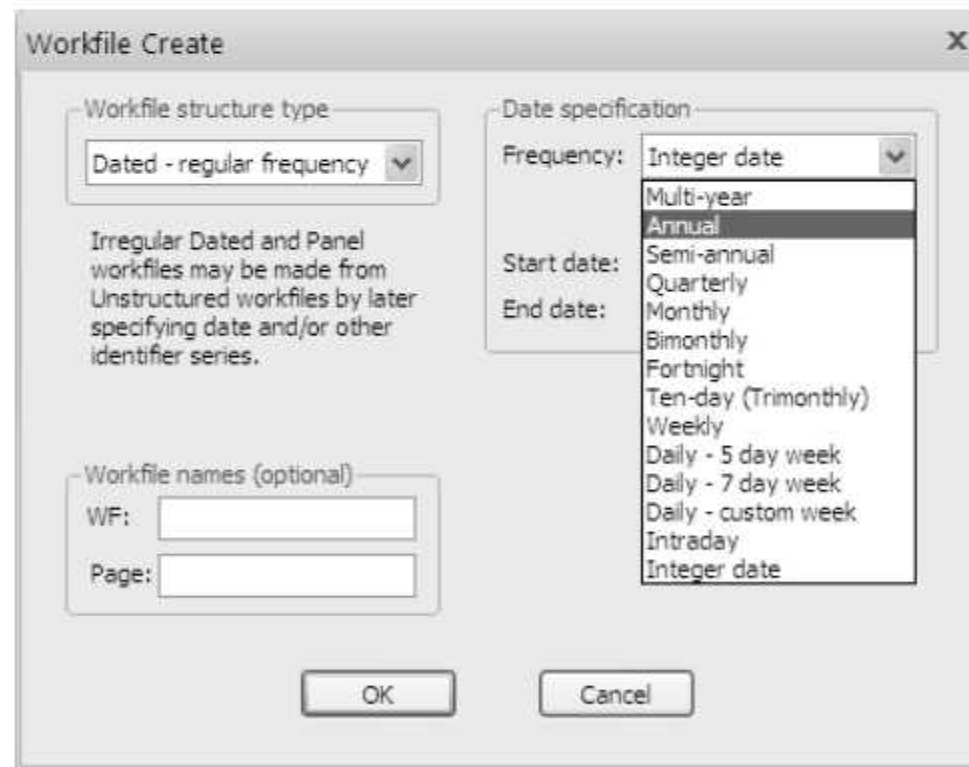 Workfile Create
x
Workfile structure type
Dated - regular frequency
Irregular Dated and Panel
workfiles may be made from
Unstructured workfiles by later
specifying date and/or other
identifier series.
Workfile names (optional)
WF:
Page:
Date specification
Frequency: Integer date
Multi-year
Annual
Semi-annual
Quarterly
Monthly
Bimonthly
Fortnight
Ten-day (Trimonthly)
Weekly
Daily - 5 day week
Daily - 7 day week
Daily - custom week
Intraday
Integer date
Start date:
End date:
OK
Cancel